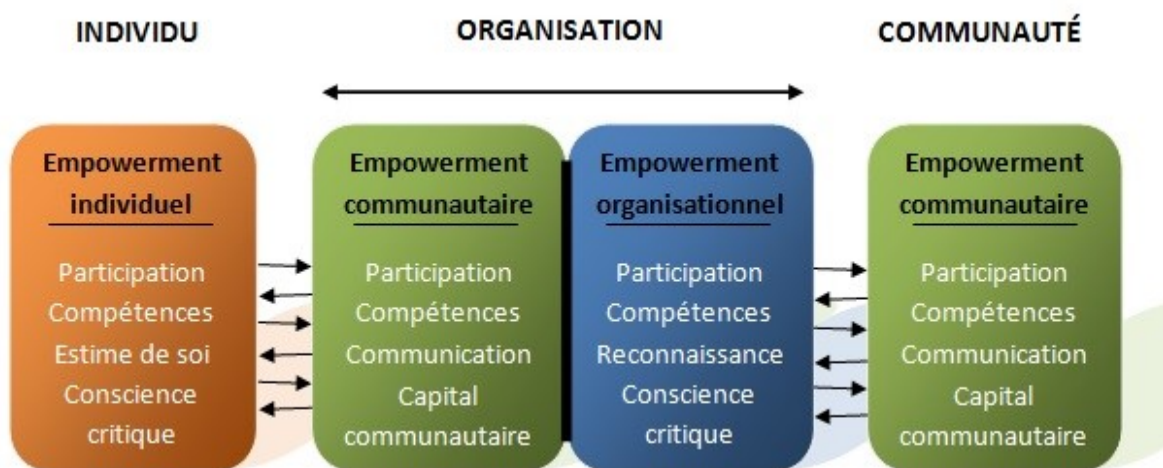 INDIVIDU
ORGANISATION
COMMUNAUTÉ
Empowerment
individuel
Participation
Compétences
Estime de soi
Conscience
critique
Empowerment
communautaire
Participation
Compétences
Communication
Capital
communautaire
Empowerment
organisationnel
Participation
Compétences
Reconnaissance
Conscience
critique
Empowerment
communautaire
Participation
Compétences
Communication
Capital
communautaire